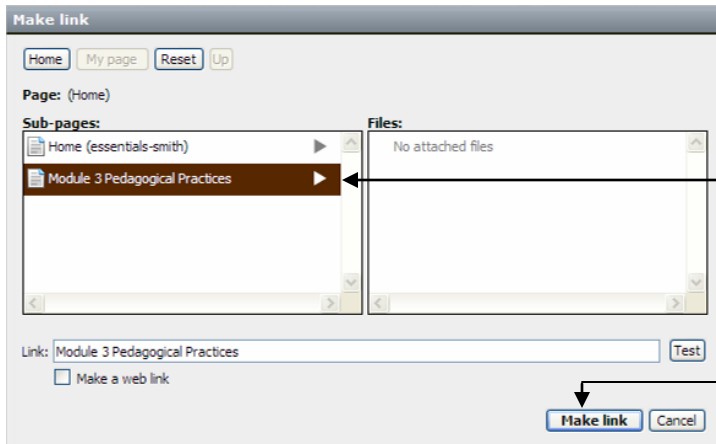 Make link
Home My page Reset Up
Page: (Home)
Sub-pages: Files:
Home (essentials-smith) No attached files
Module 3 Pedagogical Practices
Link: Module 3 Pedagogical Practices Test
Make a web link
Make link Cancel